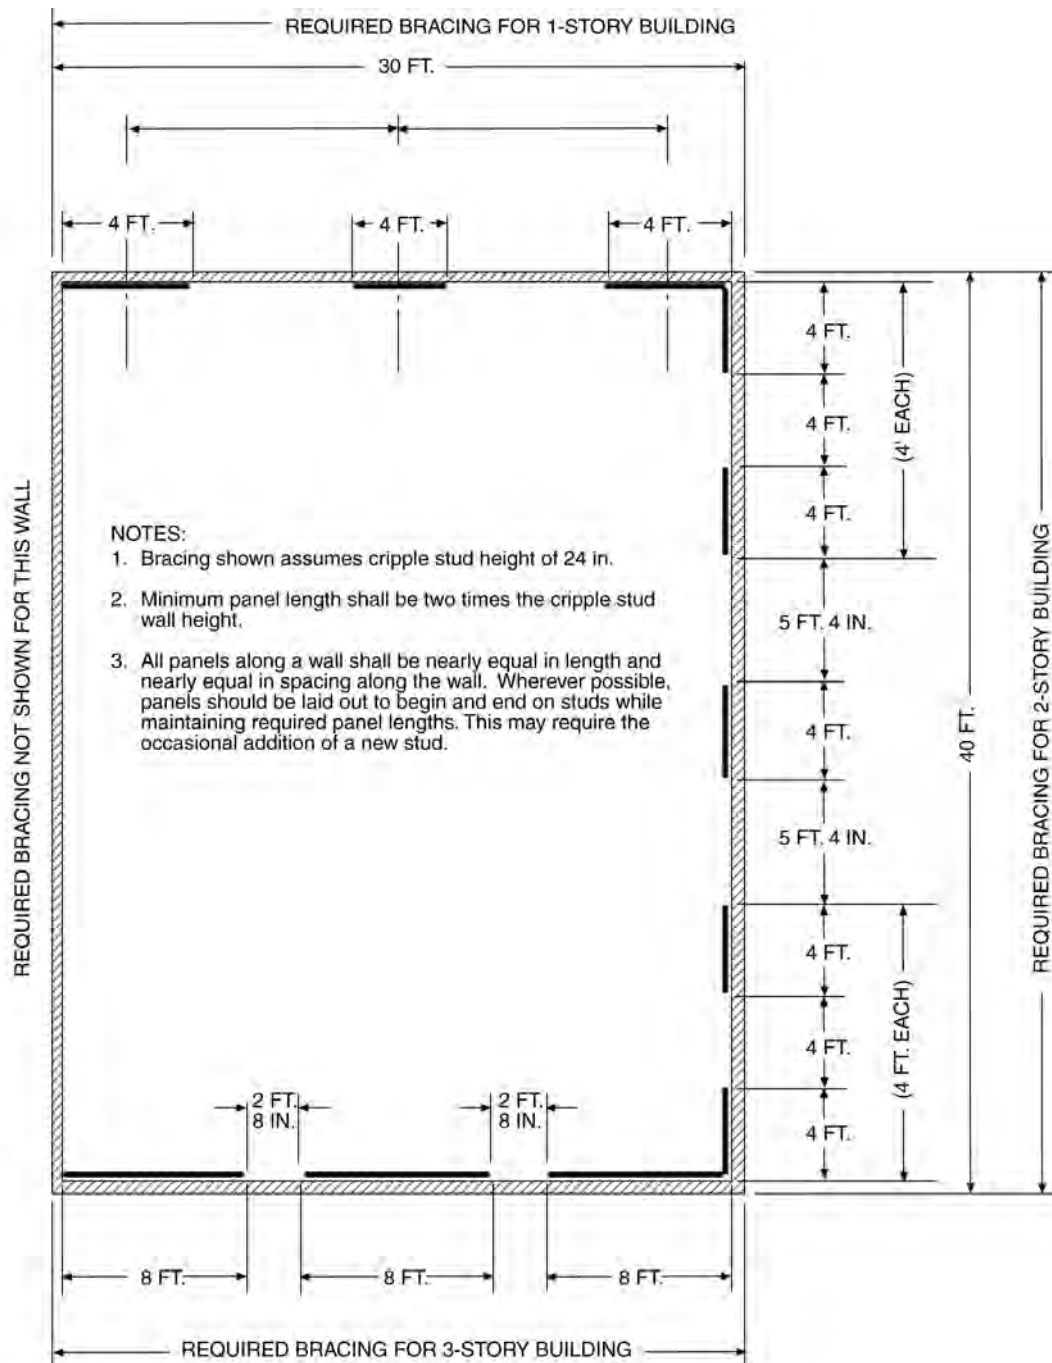 REQUIRED BRACING FOR 1-STORY BUILDING
30 FT.
4 FT.
4 FT.
4 FT.
4 FT.
4 FT.
4 FT.
(4' EACH)
5 FT. 4 IN.
4 FT.
5 FT. 4 IN.
4 FT.
4 FT.
4 FT.
(4 FT. EACH)
40 FT.
REQUIRED BRACING FOR 2-STORY BUILDING
REQUIRED BRACING NOT SHOWN FOR THIS WALL
NOTES:
1. Bracing shown assumes cripple stud height of 24 in.
2. Minimum panel length shall be two times the cripple stud
wall height.
3. All panels along a wall shall be nearly equal in length and
nearly equal in spacing along the wall. Wherever possible,
panels should be laid out to begin and end on studs while
maintaining required panel lengths. This may require the
occasional addition of a new stud.
2 FT.
8 IN.
2 FT.
8 IN.
8 FT.
8 FT.
8 FT.
REQUIRED BRACING FOR 3-STORY BUILDING